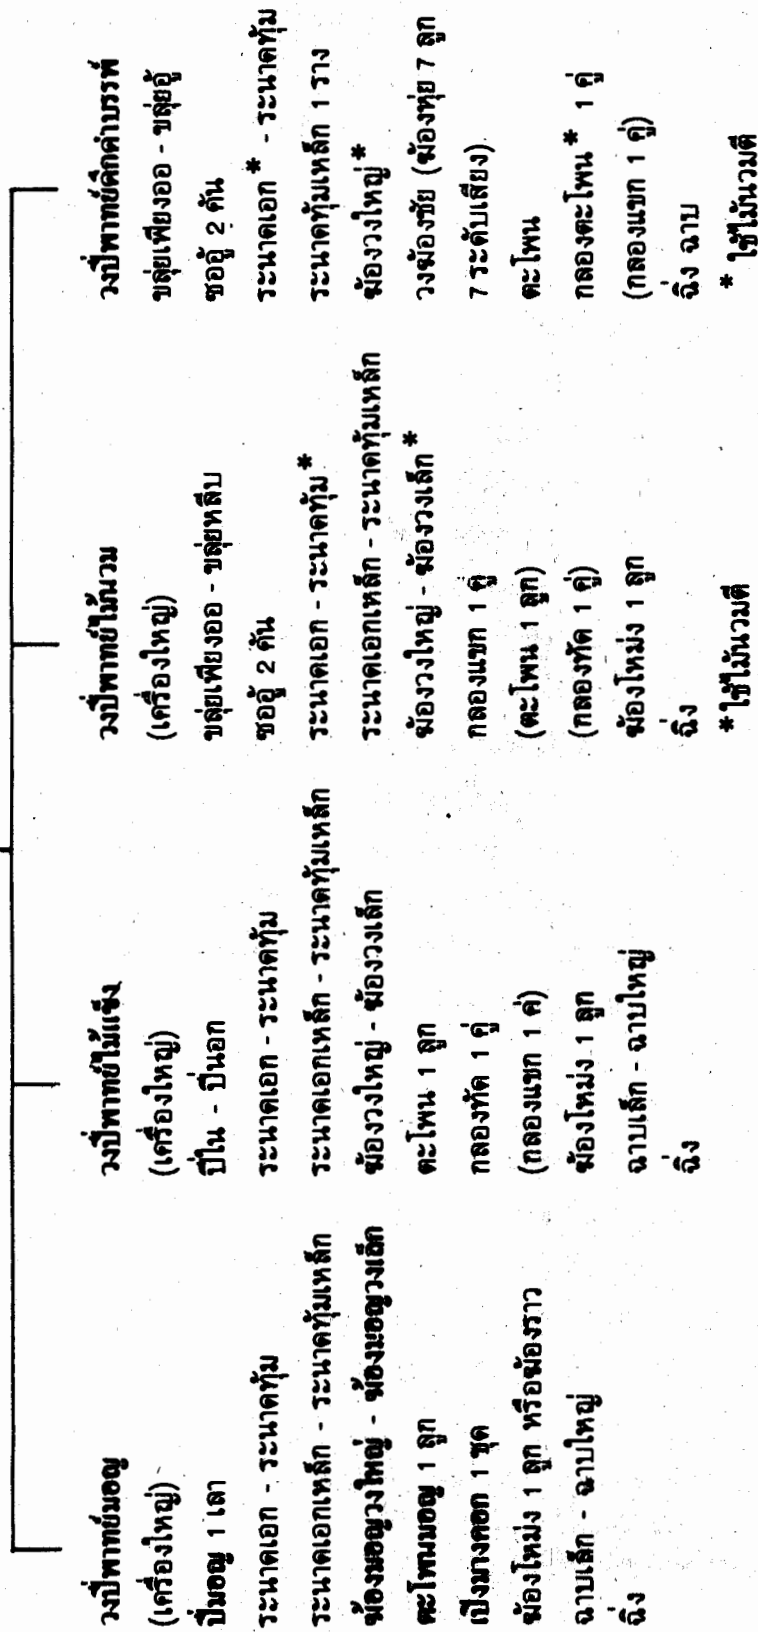 วงปี่พาทย์มอญ
(เครื่องใหญ่)
ปี่มอญ 1 เลา
ระนาดเอก - ระนาดทุ้ม
ระนาดเอกเหล็ก - ระนาดทุ้มเหล็ก
ฆ้องมอญวงใหญ่ - ฆ้องมอญวงเล็ก
ตะโพนมอญ 1 ลูก
เปิงมางคอก 1 ชุด
ฆ้องโหม่ง 1 ลูก หรือฆ้องราว
ฉาบเล็ก - ฉาบใหญ่
ฉิ่ง
วงปี่พาทย์ไม้แข็ง
(เครื่องใหญ่)
ปี่ใน - ปี่นอก
ระนาดเอก - ระนาดทุ้ม
ระนาดเอกเหล็ก - ระนาดทุ้มเหล็ก
ฆ้องวงใหญ่ - ฆ้องวงเล็ก
ตะโพน 1 ลูก
กลองทัด 1 คู่
(กลองแขก 1 คู่)
ฆ้องโหม่ง 1 ลูก
ฉาบเล็ก - ฉาบใหญ่
ฉิ่ง
วงปี่พาทย์ไม้นวม
(เครื่องใหญ่)
ขลุ่ยเพียงออ - ขลุ่ยหลีบ
ซออู้ 2 คัน
ระนาดเอก - ระนาดทุ้ม*
ระนาดเอกเหล็ก - ระนาดทุ้มเหล็ก
ฆ้องวงใหญ่ - ฆ้องวงเล็ก*
กลองแขก 1 คู่
(ตะโพน 1 ลูก)
(กลองทัด 1 คู่)
ฆ้องโหม่ง 1 ลูก
ฉิ่ง
*ใช้ไม้นวมตี
วงปี่พาทย์ดึกดำบรรพ์
ขลุ่ยเพียงออ - ขลุ่ยอู้
ซออู้ 2 คัน
ระนาดเอก* - ระนาดทุ้ม
ระนาดทุ้มเหล็ก 1 ราง
ฆ้องวงใหญ่*
วงฆ้องชัย (ฆ้องหุ่ย 7 ลูก
7 ระดับเสียง)
ตะโพน
กลองตะโพน* 1 คู่
(กลองแขก 1 คู่)
ฉิ่ง ฉาบ
* ใช้ไม้นวมตี